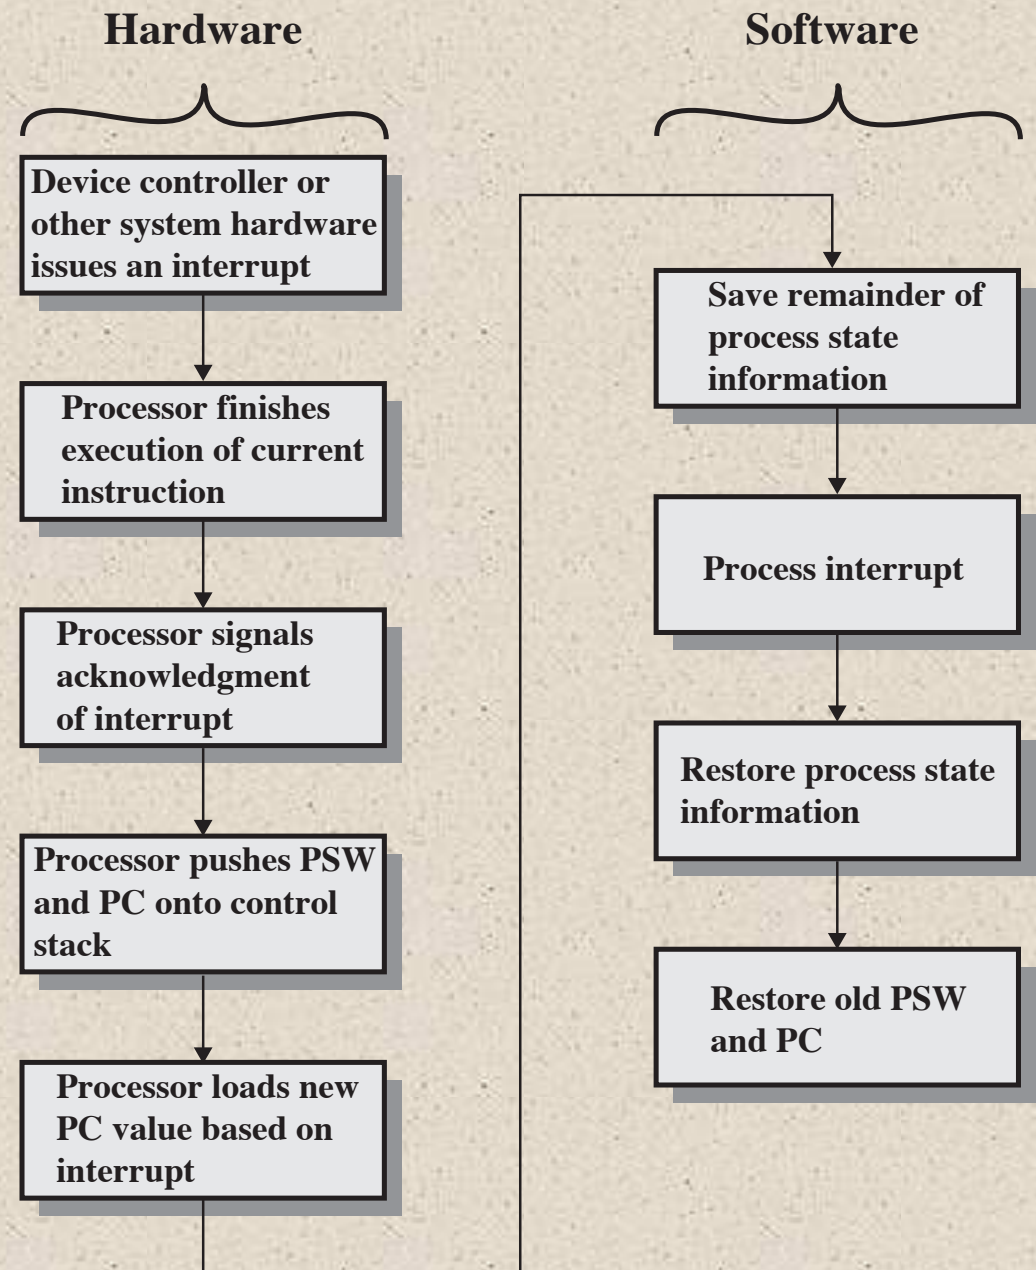 Hardware
Device controller or
other system hardware
issues an interrupt
Processor finishes
execution of current
instruction
Processor signals
acknowledgment
of interrupt
Processor pushes PSW
and PC onto control
stack
Processor loads new
PC value based on
interrupt
Software
Save remainder of
process state
information
Process interrupt
Restore process state
information
Restore old PSW
and PC